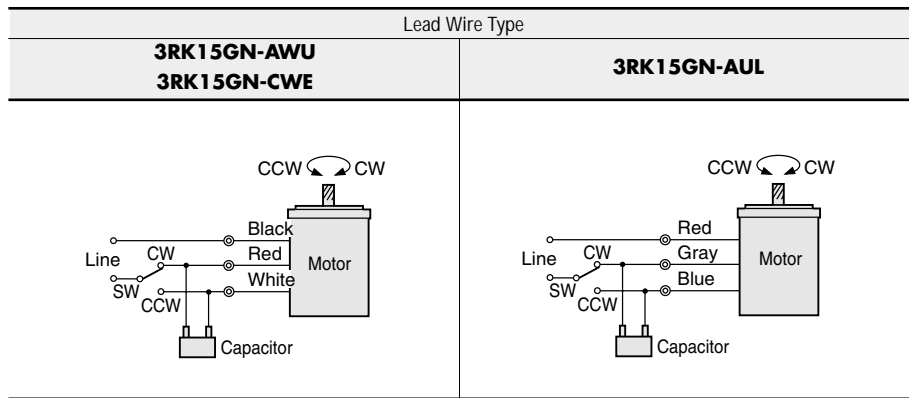 Lead Wire Type
3RK15GN-AWU
3RK15GN-CWE
3RK15GN-AUL
CCW CW
Black
Line CW Red Motor
White
SW
CCW
Capacitor
CCW CW
Red
Line CW Gray Motor
Blue
SW
CCW
Capacitor